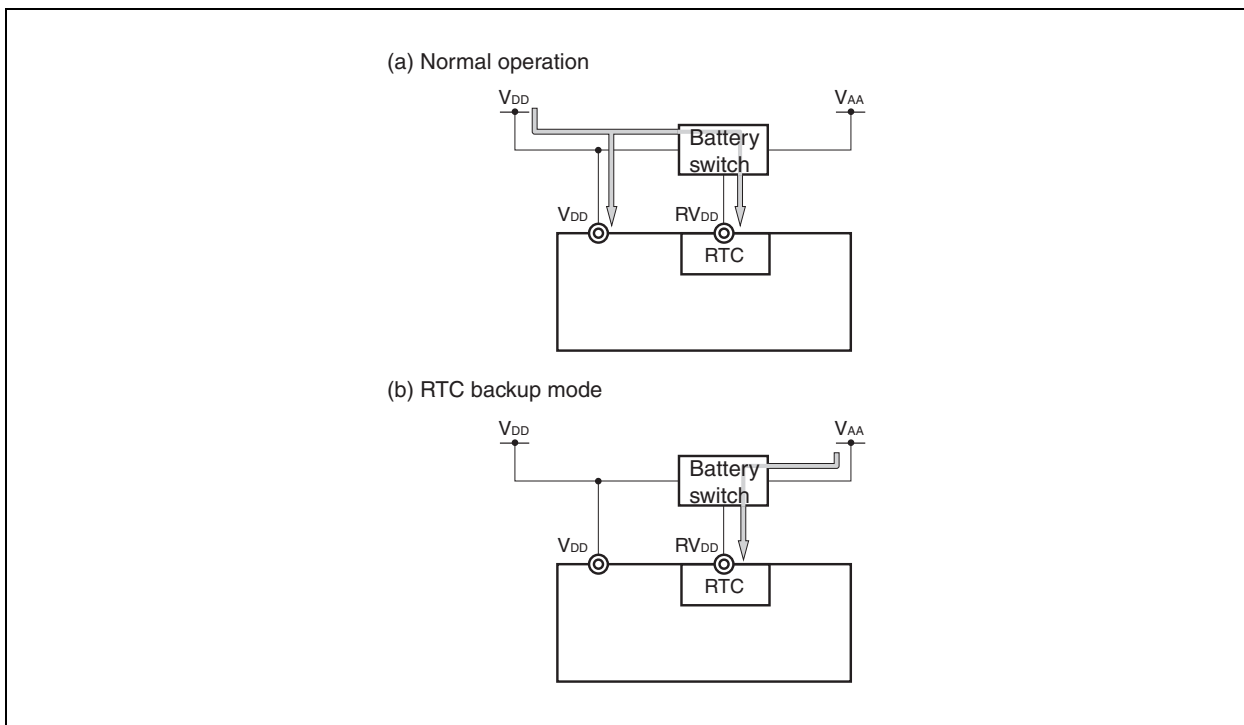 (a) Normal operation
VDD
VAA
Battery
switch
VDD
RVDD
RTC
(b) RTC backup mode
VDD
VAA
Battery
switch
VDD
RVDD
RTC